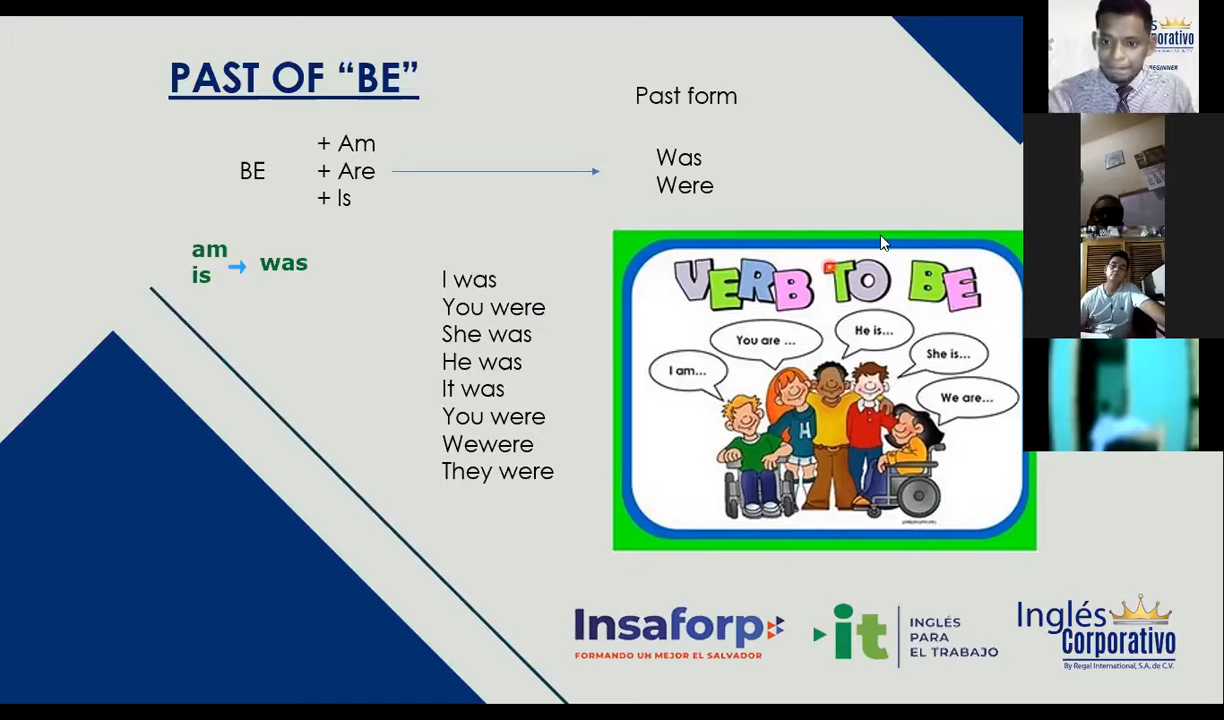 PAST OF “BE”
Past form
BE
+ Am
+ Are
+ Is
Was
Were
am
is
was
I was
You were
She was
He was
It was
You were
Wewere
They were
VERB TO BE
I am...
You are ...
He is...
She is...
We are...
H
Insaforp
FORMANDO UN MEJOR EL SALVADOR
it
INGLÉS
PARA
EL TRABAJO
Inglés
Corporativo
By Regal International, S.A. de C.V.
s
rporativo
BEGINNER